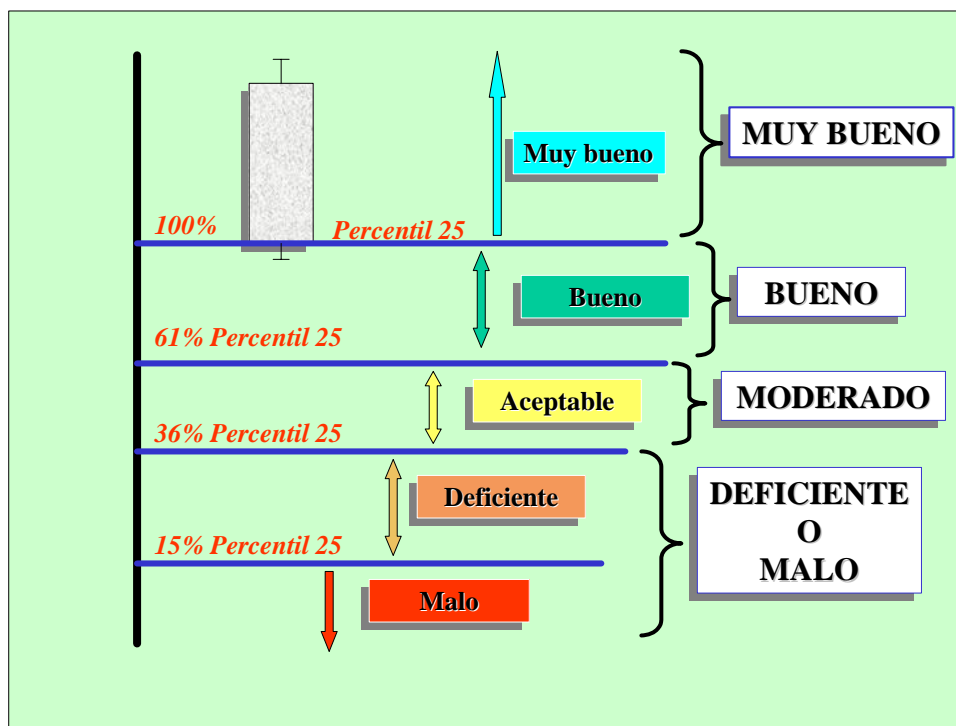 MUY BUENO
Muy bueno
100% Percentil 25
Bueno
BUENO
61% Percentil 25
Aceptable
MODERADO
36% Percentil 25
Deficiente
DEFICIENTE
O
MALO
15% Percentil 25
Malo